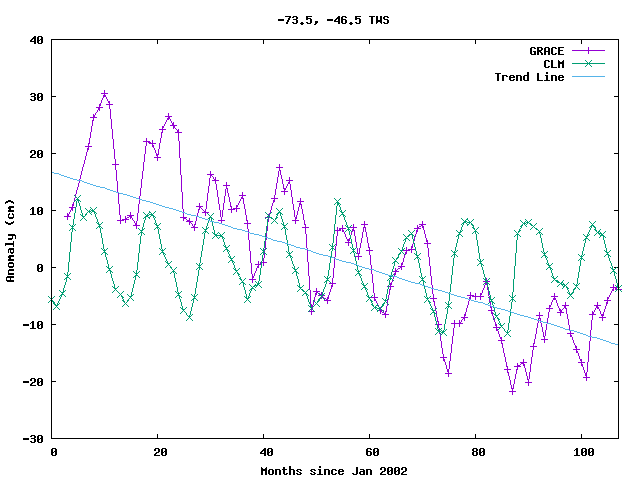 -73.5, -46.5 TWS
GRACE
CLM
Trend Line
40
30
20
10
0
-10
-20
-30
Anomaly (cm)
0 20 40 60 80 100
Months since Jan 2002